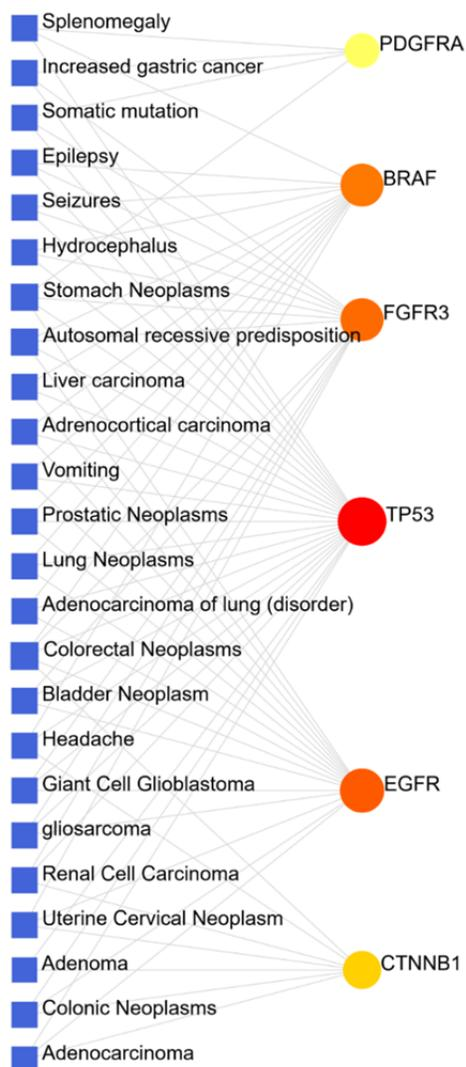 Splenomegaly
PDGFRA
Increased gastric cancer
Somatic mutation
Epilepsy
BRAF
Seizures
Hydrocephalus
Stomach Neoplasms
FGFR3
Autosomal recessive predisposition
Liver carcinoma
Adrenocortical carcinoma
Vomiting
Prostatic Neoplasms
TP53
Lung Neoplasms
Adenocarcinoma of lung (disorder)
Colorectal Neoplasms
Bladder Neoplasm
Headache
Giant Cell Glioblastoma
EGFR
gliosarcoma
Renal Cell Carcinoma
Uterine Cervical Neoplasm
Adenoma
CTNNB1
Colonic Neoplasms
Adenocarcinoma